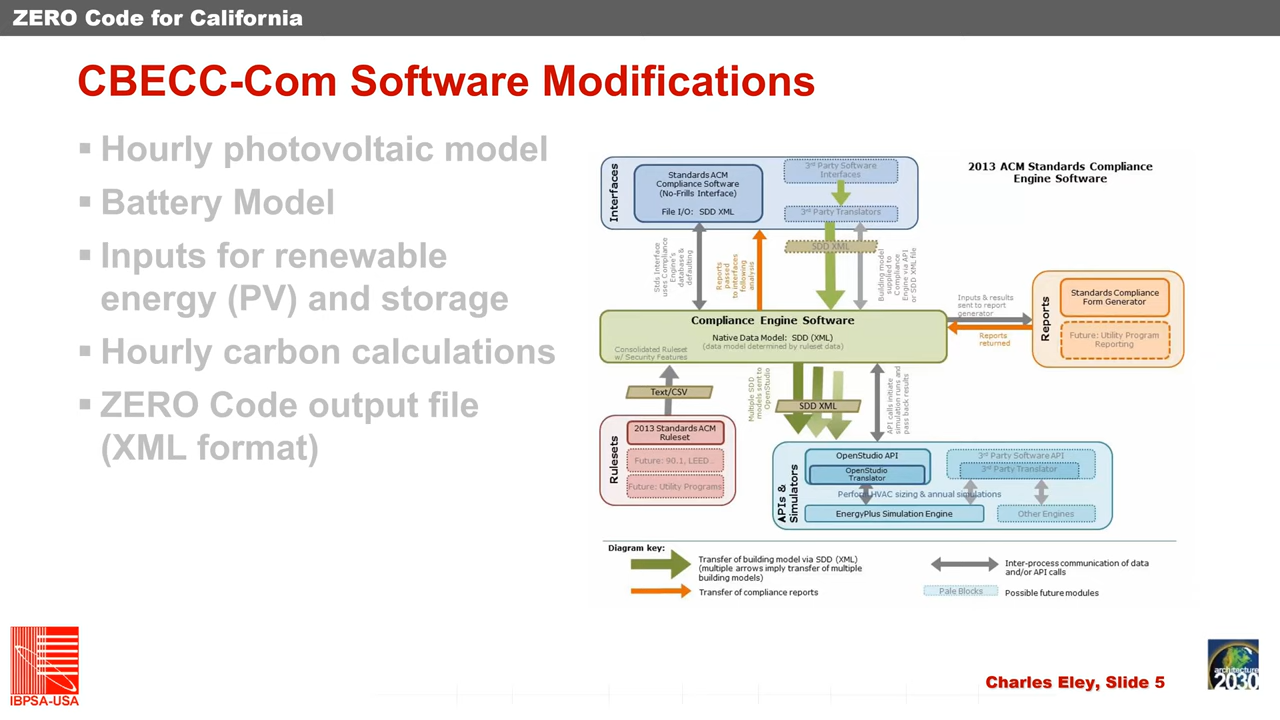 ZERO Code for California
CBECC-Com Software Modifications
▪ Hourly photovoltaic model
▪ Battery Model
▪ Inputs for renewable
energy (PV) and storage
▪ Hourly carbon calculations
▪ ZERO Code output file
(XML format)
2013 ACM Standards Compliance
Engine Software
Interfaces
Standards ACM
Compliance Software
(No-Frills Interface)
File I/O: SDD XML
3rd Party Software
Interfaces
3rd Party Translators
SDD XML
Stds Interface
uses Compliance
Engine's
database &
defaulting
Reports
passed
to interfaces
following
analysis
Building model
supplied to
Compliance
Engine via API
or SDD XML file
Compliance Engine Software
Native Data Model: SDD (XML)
(data model determined by ruleset data)
Consolidated Ruleset
w/ Security Features
Inputs & results
sent to report
generator
Reports
returned
Reports
Standards Compliance
Form Generator
Future: Utility Program
Reporting
Text/CSV
Multiple SDD
models sent to
OpenStudio
SDD XML
API calls initiate
simulation runs and
pass back results
Rulesets
2013 Standards ACM
Ruleset
Future: 90.1, LEED
Future: Utility Programs
APIs &
Simulators
OpenStudio API
OpenStudio
Translator
3rd Party Software API
3rd Party Translator
Perform HVAC sizing & annual simulations
EnergyPlus Simulation Engine
Other Engines
Diagram key:
Transfer of building model via SDD (XML)
(multiple arrows imply transfer of multiple
building models)
Transfer of compliance reports
Inter-process communication of data
and/or API calls
Pale Blocks
Possible future modules
IBPSA-USA
Charles Eley, Slide 5
architecture
2030